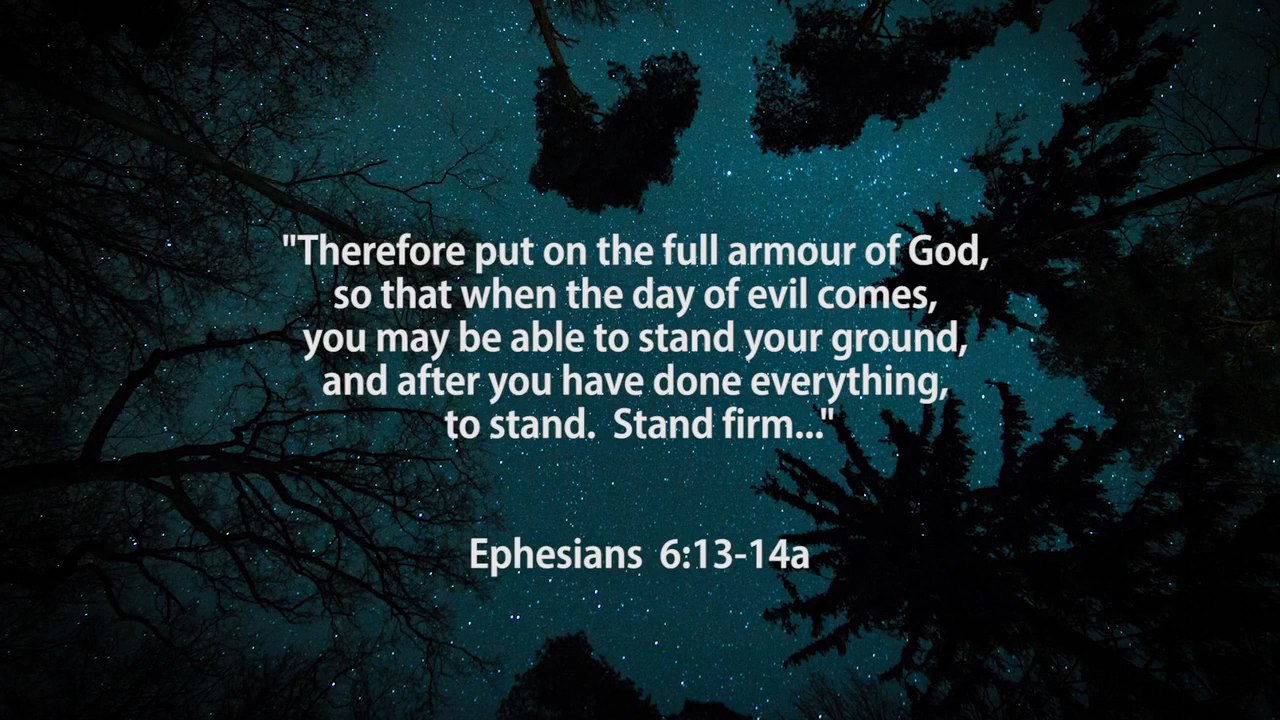 "Therefore put on the full armour of God,
so that when the day of evil comes,
you may be able to stand your ground,
and after you have done everything,
to stand.  Stand firm..."
Ephesians  6:13-14a